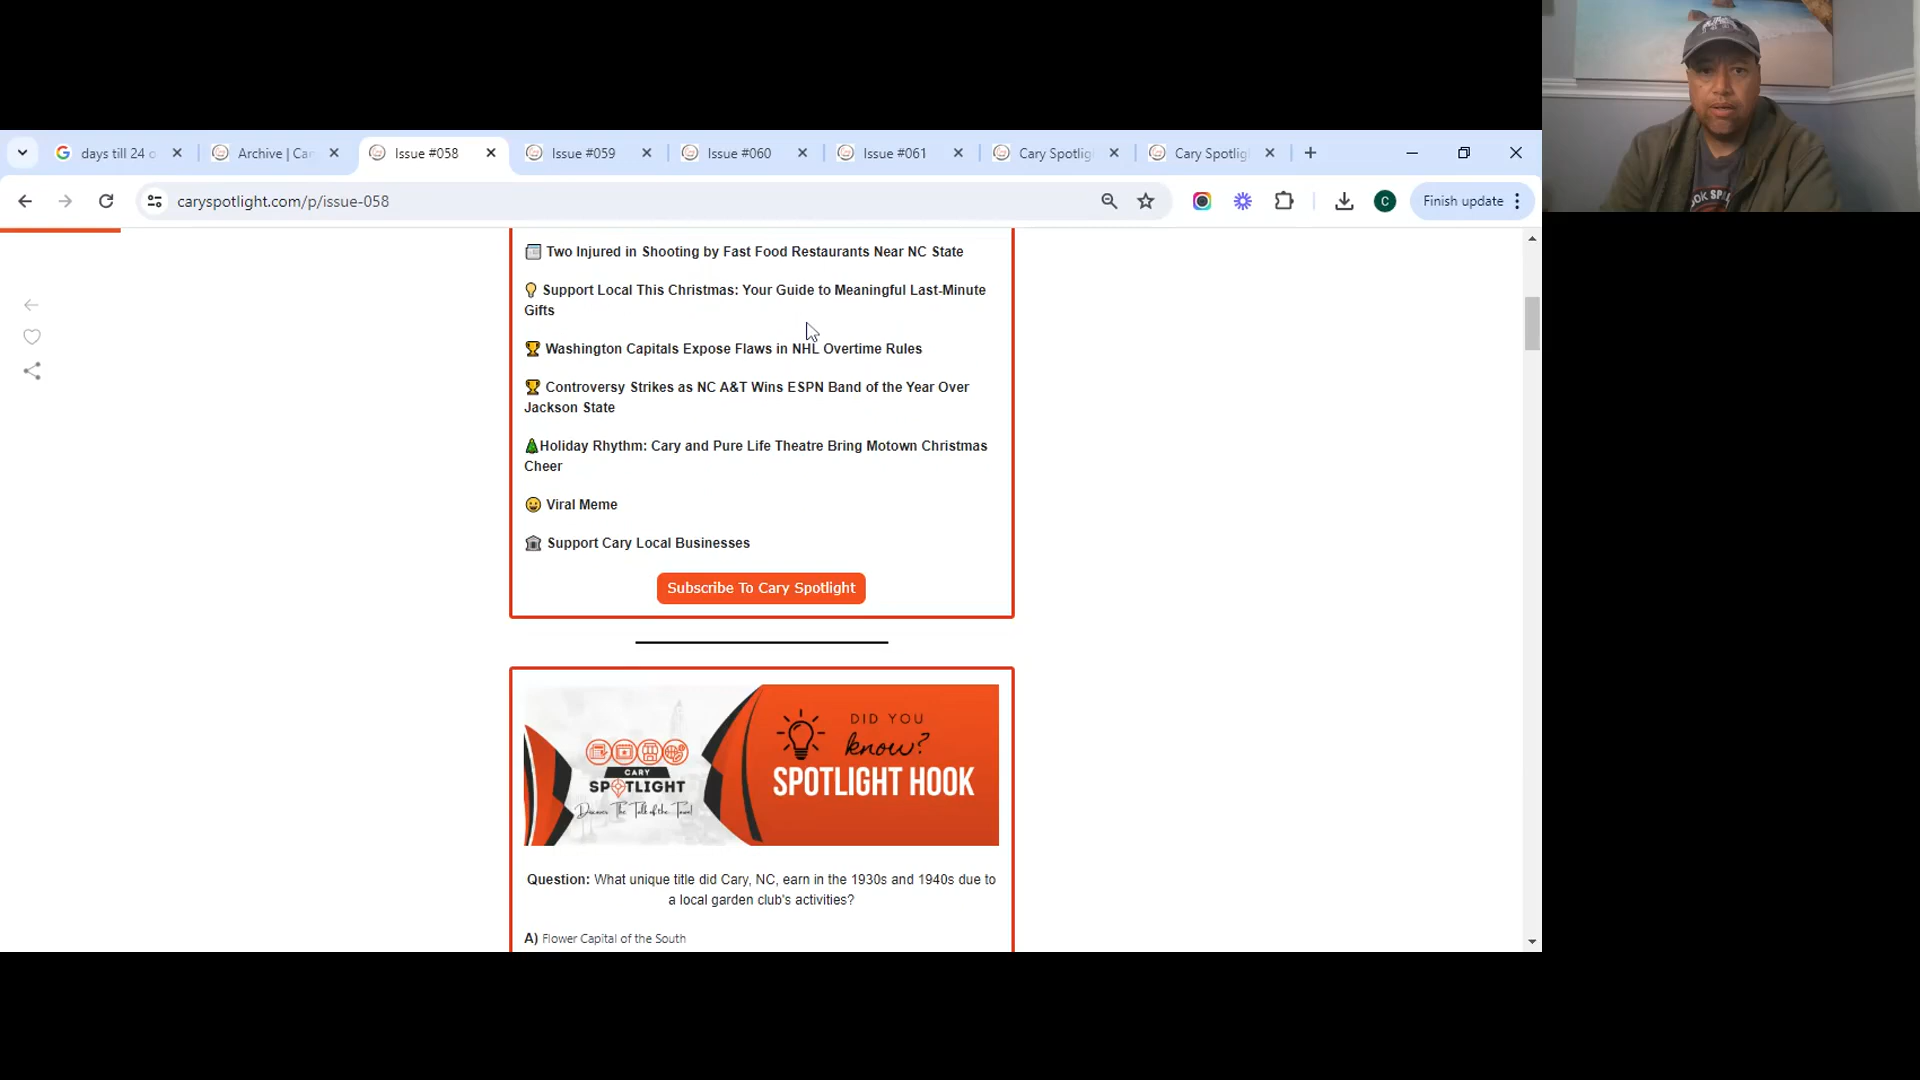 days till 24 o
Archive | Car
Issue #058
Issue #059
Issue #060
Issue #061
Cary Spotlig
Cary Spotlig
caryspotlight.com/p/issue-058
C
Finish update
Two Injured in Shooting by Fast Food Restaurants Near NC State
Support Local This Christmas: Your Guide to Meaningful Last-Minute
Gifts
Washington Capitals Expose Flaws in NHL Overtime Rules
Controversy Strikes as NC A&T Wins ESPN Band of the Year Over
Jackson State
Holiday Rhythm: Cary and Pure Life Theatre Bring Motown Christmas
Cheer
Viral Meme
Support Cary Local Businesses
Subscribe To Cary Spotlight
CARY
SPOTLIGHT
Discover The Talk of the Town!
DID YOU
know?
SPOTLIGHT HOOK
Question: What unique title did Cary, NC, earn in the 1930s and 1940s due to
a local garden club's activities?
A) Flower Capital of the South